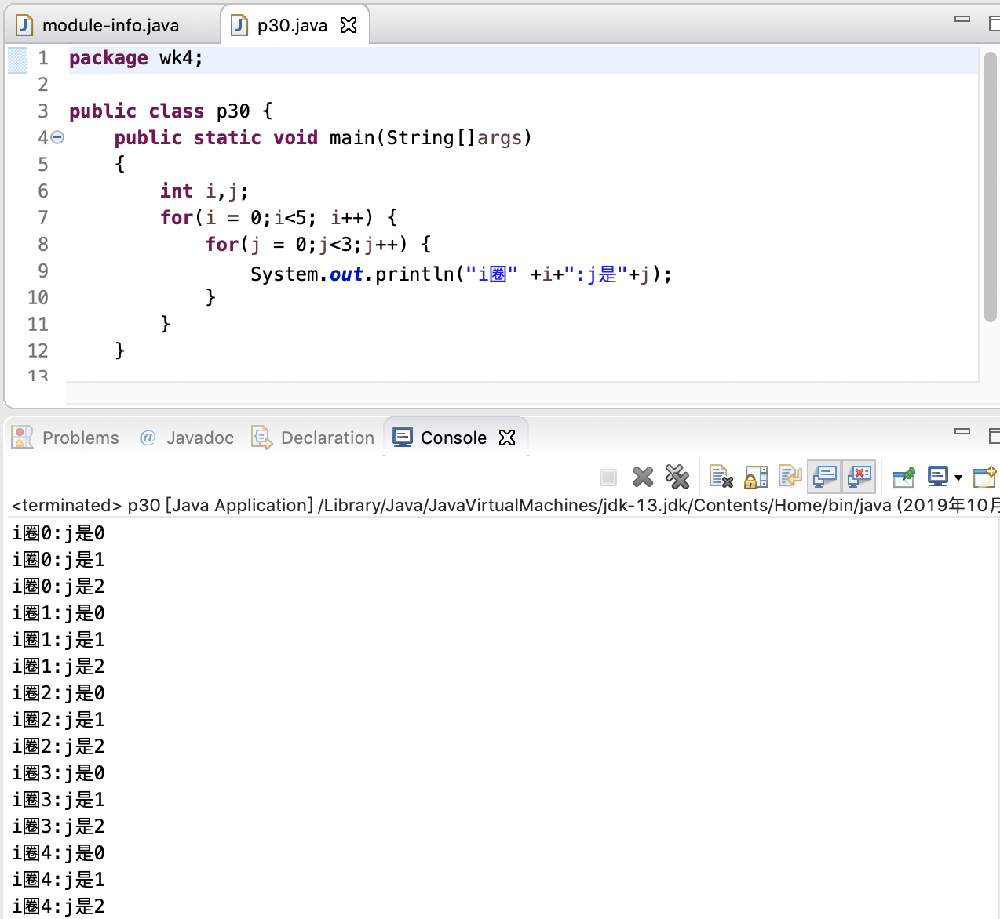 module-info.java p30.java
1 package wk4;
2
3 public class p30 {
4 public static void main(String[]args)
5 {
6 int i,j;
7 for(i = 0;i<5; i++) {
8 for(j = 0;j<3;j++) {
9 System.out.println("i圈" +i+":j是"+j);
10 }
11 }
12 }
13
Problems @ Javadoc Declaration Console
<terminated> p30 [Java Application] /Library/Java/JavaVirtualMachines/jdk-13.jdk/Contents/Home/bin/java (2019年10月
i圈0:j是0
i圈0:j是1
i圈0:j是2
i圈1:j是0
i圈1:j是1
i圈1:j是2
i圈2:j是0
i圈2:j是1
i圈2:j是2
i圈3:j是0
i圈3:j是1
i圈3:j是2
i圈4:j是0
i圈4:j是1
i圈4:j是2